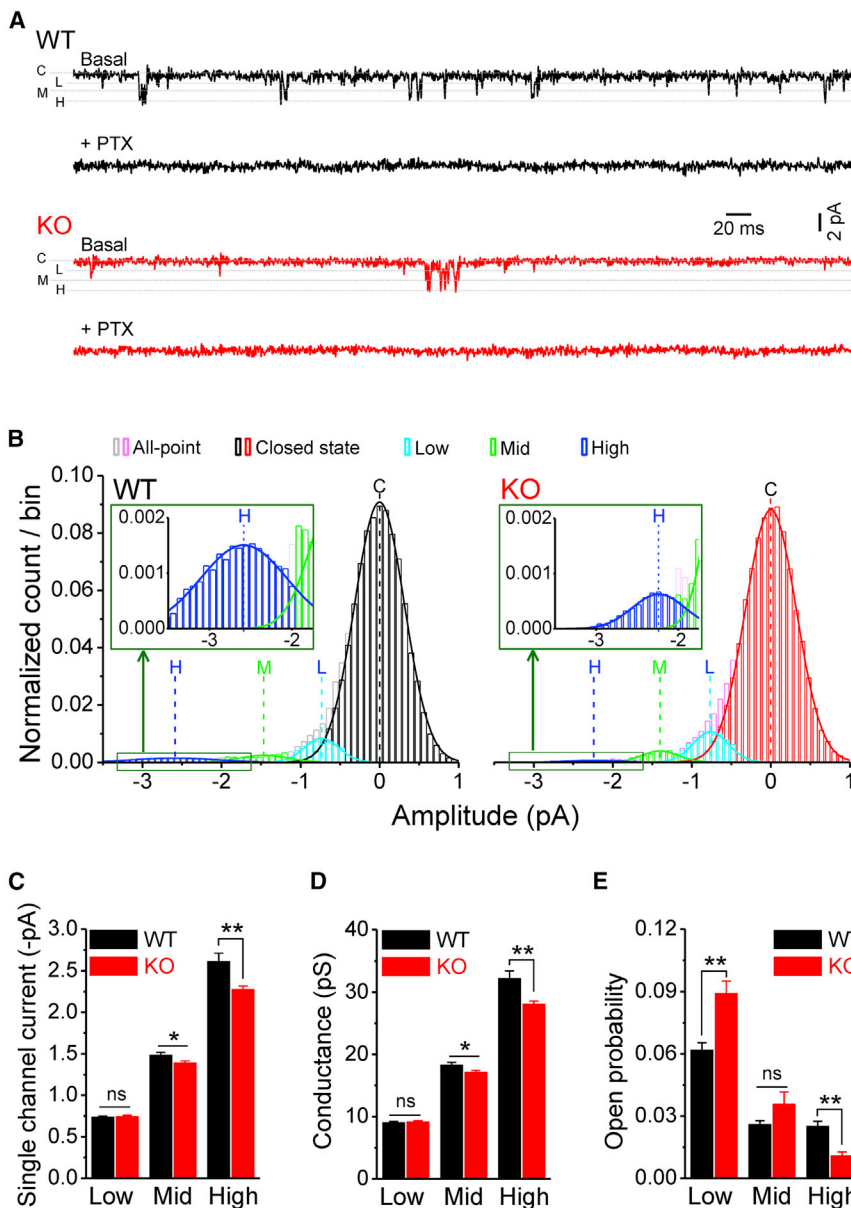 A
WT
Basal
C
L
M
H
+ PTX
KO
Basal
C
L
M
H
20 ms
2 pA
+ PTX
B
All-point
Closed state
Low
Mid
High
Normalized count / bin
0.10
0.08
0.06
0.04
0.02
0.00
WT
C
H
0.002
0.001
0.000
-3
-2
H
M
L
-3
-2
-1
0
1
KO
C
H
0.002
0.001
0.000
-3
-2
H
M
L
-3
-2
-1
0
1
Amplitude (pA)
C
Single channel current (-pA)
3.0
2.5
2.0
1.5
1.0
0.5
0.0
WT
KO
ns
*
**
Low
Mid
High
D
Conductance (pS)
40
30
20
10
0
WT
KO
ns
*
**
Low
Mid
High
E
Open probability
0.12
0.09
0.06
0.03
0.00
WT
KO
**
ns
**
Low
Mid
High